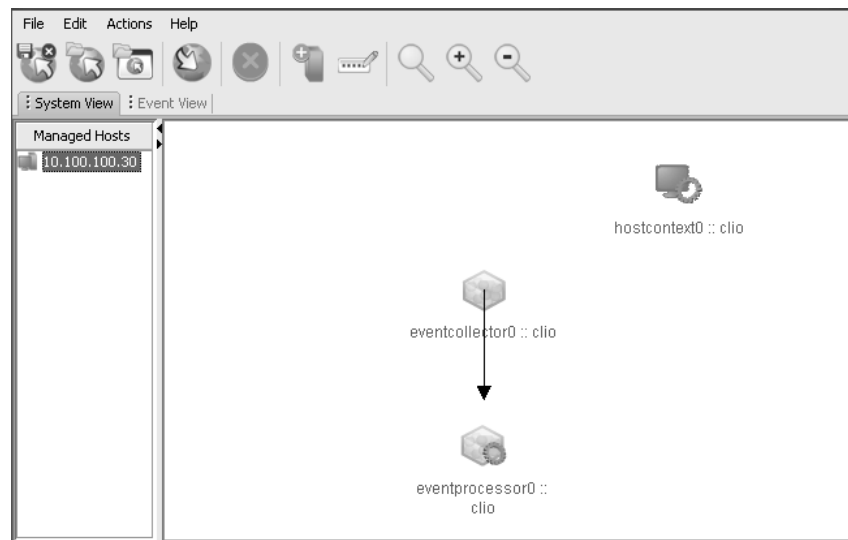 File Edit Actions Help
System View Event View
Managed Hosts
10.100.100.30
hostcontext0 :: clio
eventcollector0 :: clio
eventprocessor0 ::
clio